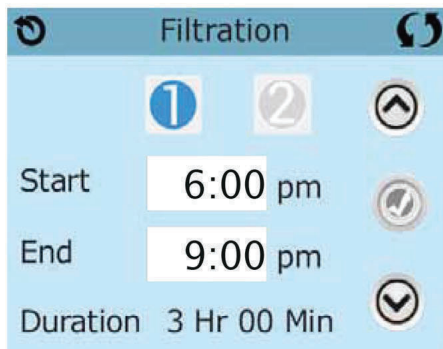 Filtration
1 2
Start 6:00 pm
End 9:00 pm
Duration 3 Hr 00 Min